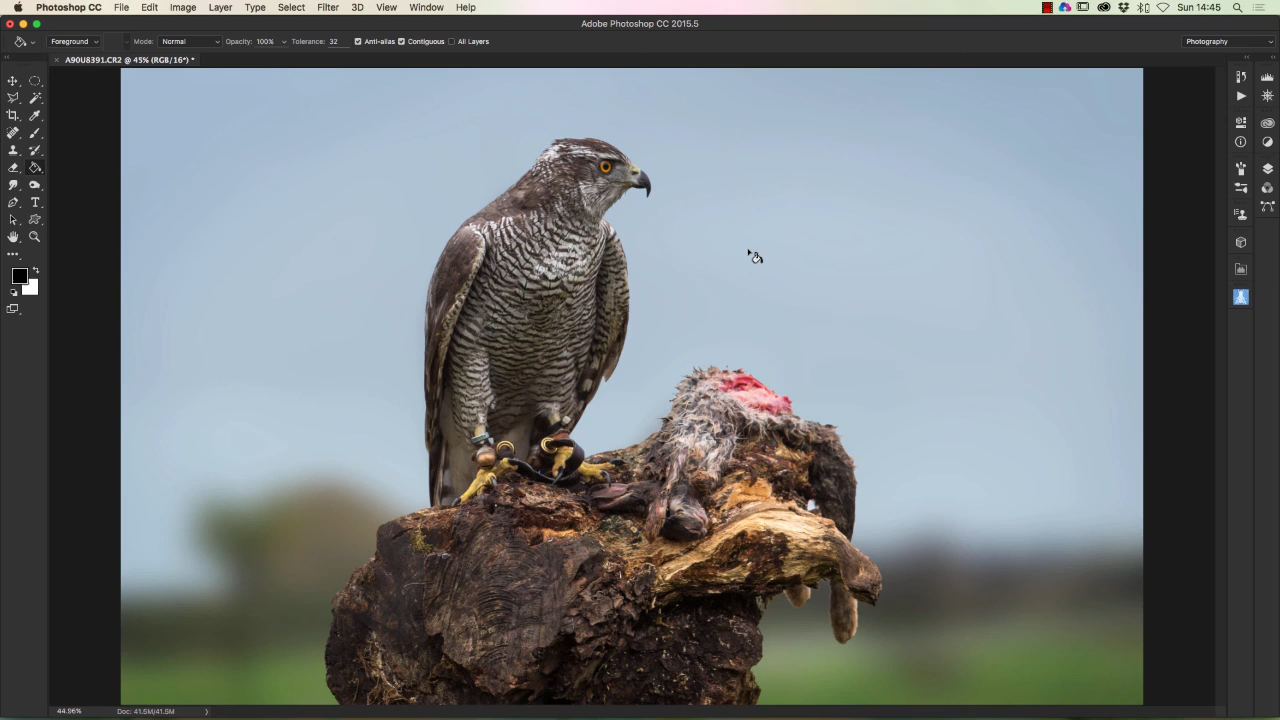 Photoshop CC File Edit Image Layer Type Select Filter 3D View Window Help Sun 14:45
Adobe Photoshop CC 2015.5
Foreground Mode: Normal Opacity: 100% Tolerance: 32 Anti-alias Contiguous All Layers Photography
A90U8391.CR2 @ 45% (RGB/16*) *
44.96% Doc: 41.5M/41.5M